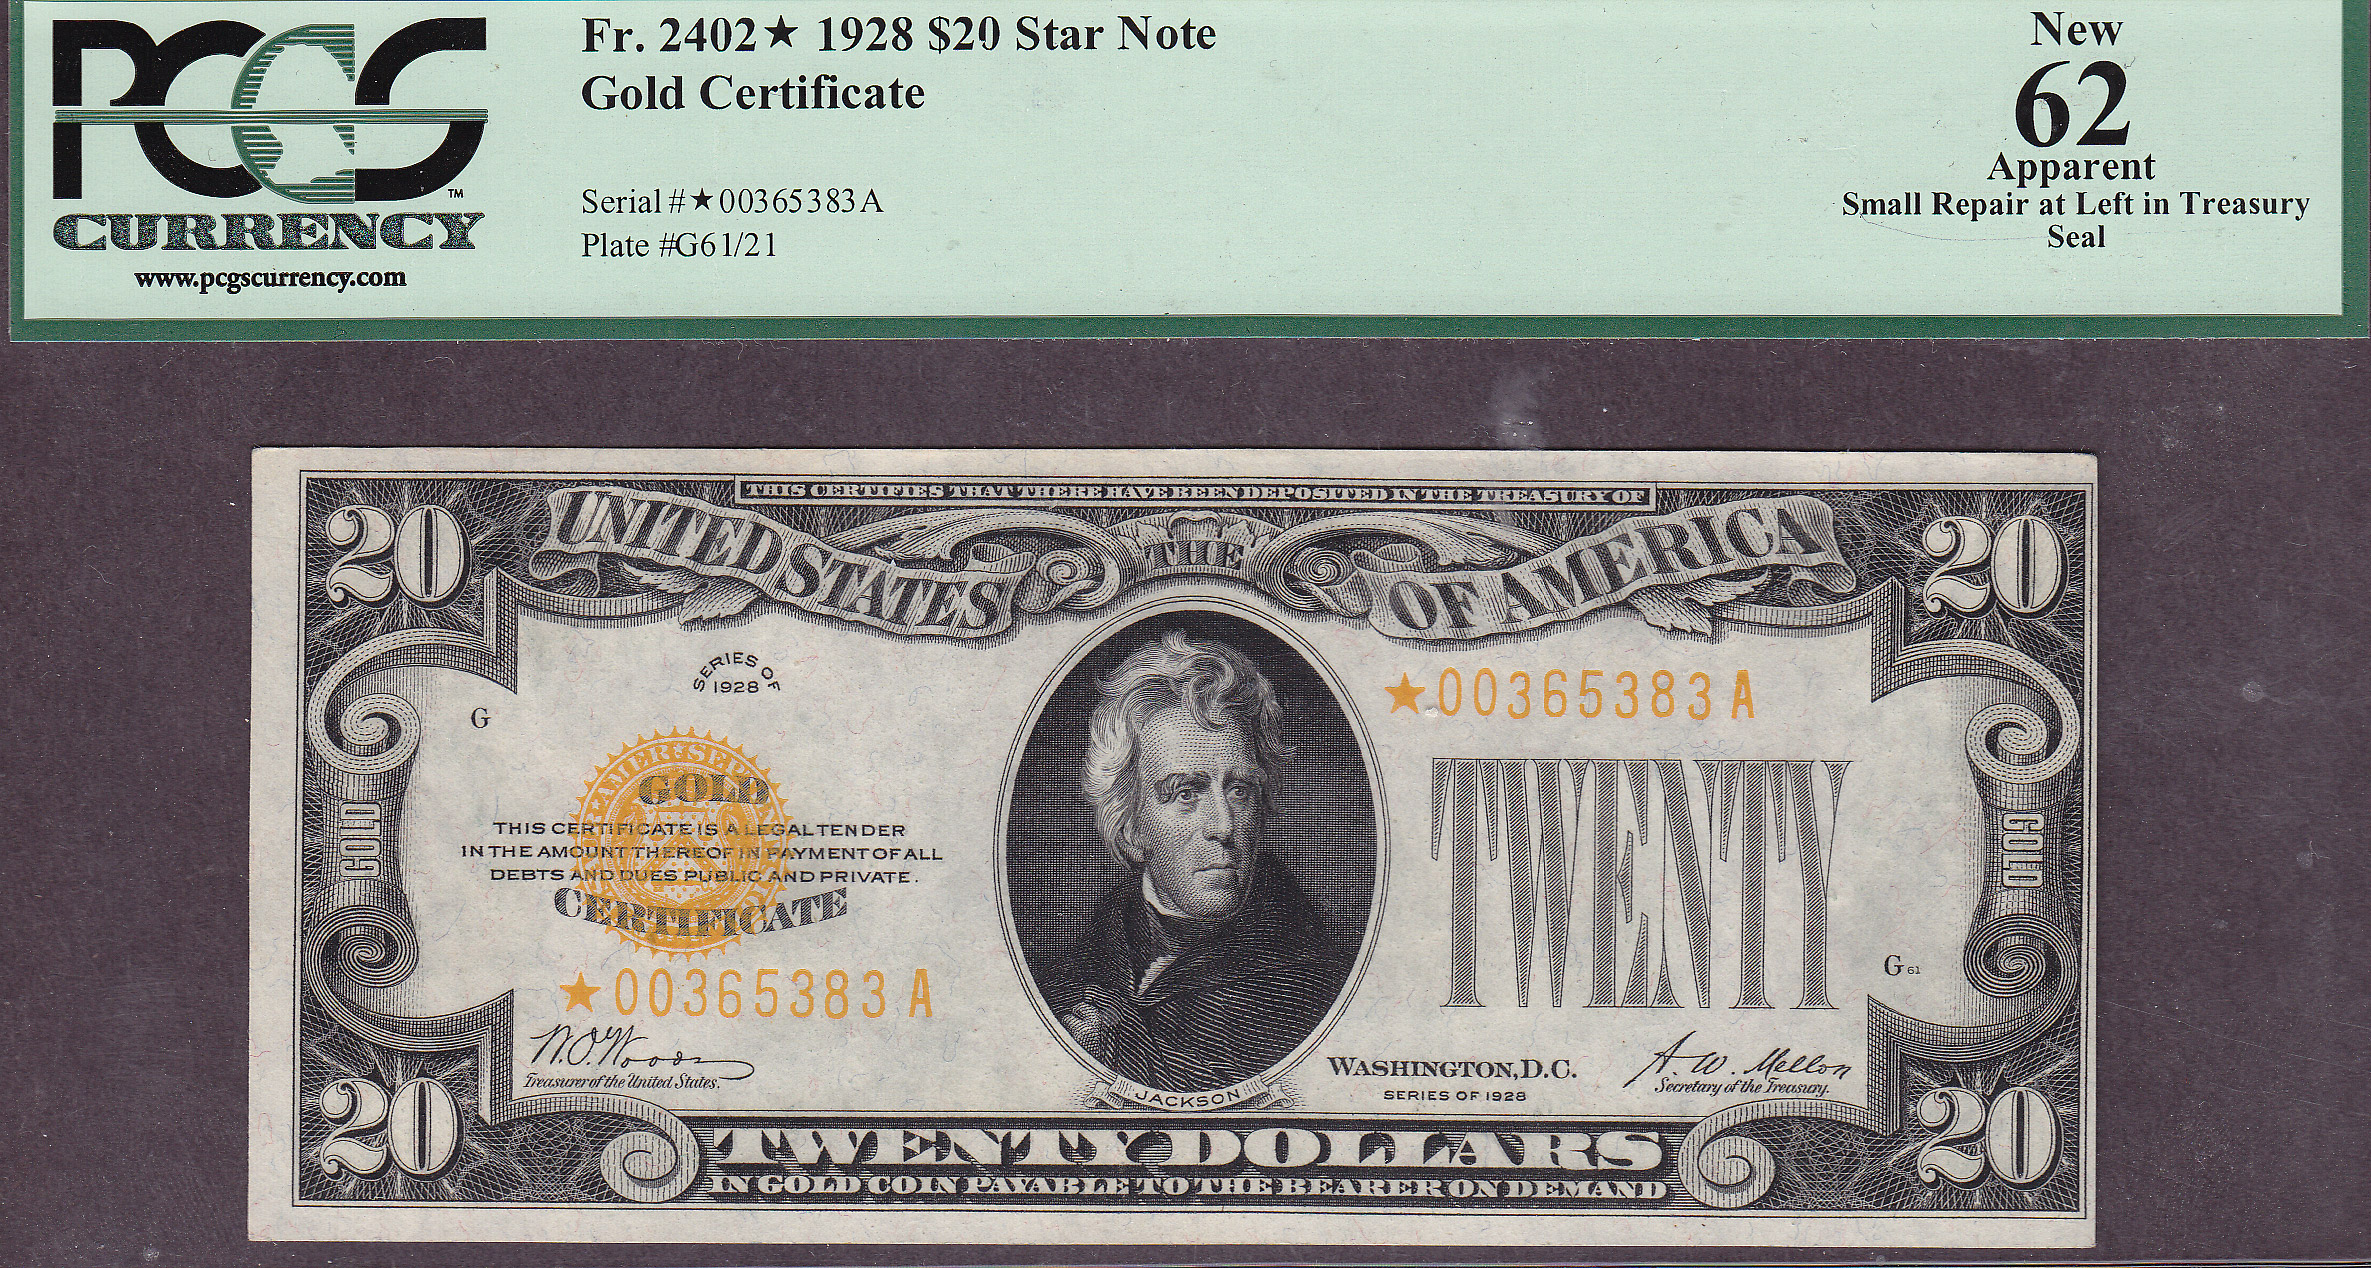 PCGS
CURRENCY
www.pcgscurrency.com
TM
Fr. 2402★ 1928 $20 Star Note
Gold Certificate
Serial #★00365383A
Plate #G61/21
New
62
Apparent
Small Repair at Left in Treasury
Seal
THIS CERTIFIES THAT THERE HAVE BEEN DEPOSITED IN THE TREASURY OF
20
UNITED STATES
THE
OF AMERICA
20
SERIES OF
1928
G
★00365383A
GOLD
THIS CERTIFICATE IS A LEGAL TENDER
IN THE AMOUNT THEREOF IN PAYMENT OF ALL
DEBTS AND DUES PUBLIC AND PRIVATE.
CERTIFICATE
GOLD
TWENTY
GOLD
G61
★00365383A
W.O. Woods
Treasurer of the United States.
WASHINGTON, D.C.
SERIES OF 1928
A. W. Mellon
Secretary of the Treasury.
JACKSON
20
TWENTY DOLLARS
20
IN GOLD COIN PAYABLE TO THE BEARER ON DEMAND